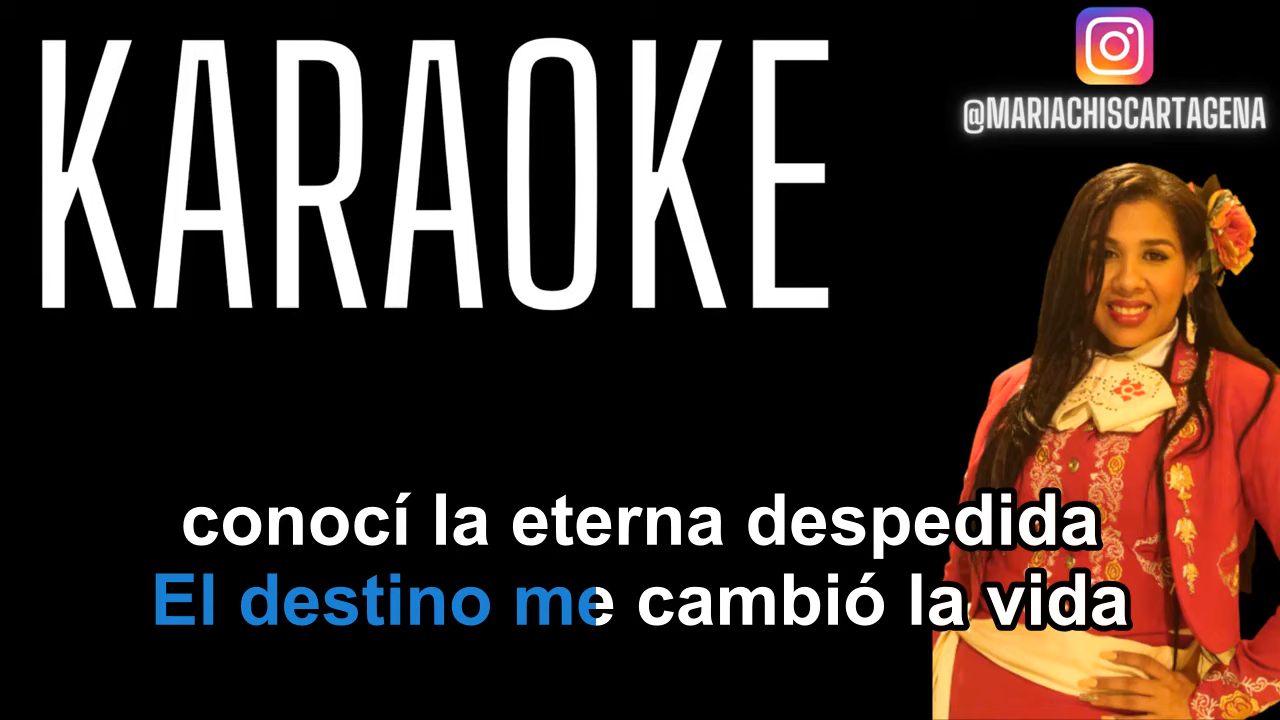 KARAOKE
@MARIACHISCARTAGENA
conocí la eterna despedida
El destino me cambió la vida